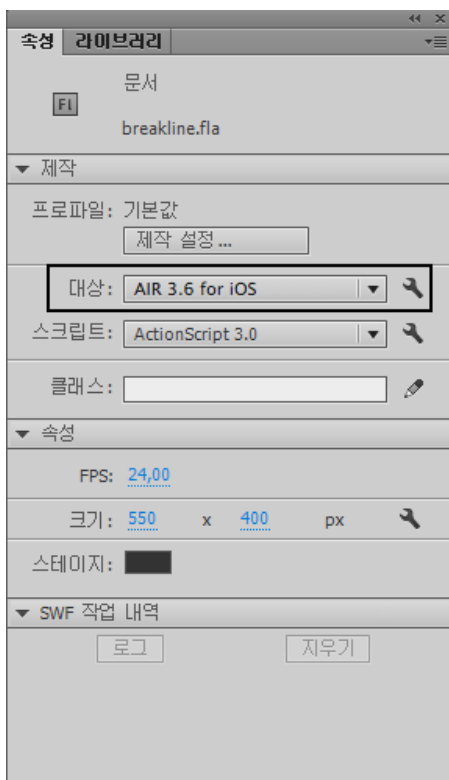 속성 라이브러리
문서
Fl
breakline.fla
제작
프로파일: 기본값
제작 설정...
대상: AIR 3.6 for iOS
스크립트: ActionScript 3.0
클래스:
속성
FPS: 24,00
크기: 550 x 400 px
스테이지:
SWF 작업 내역
로그 지우기